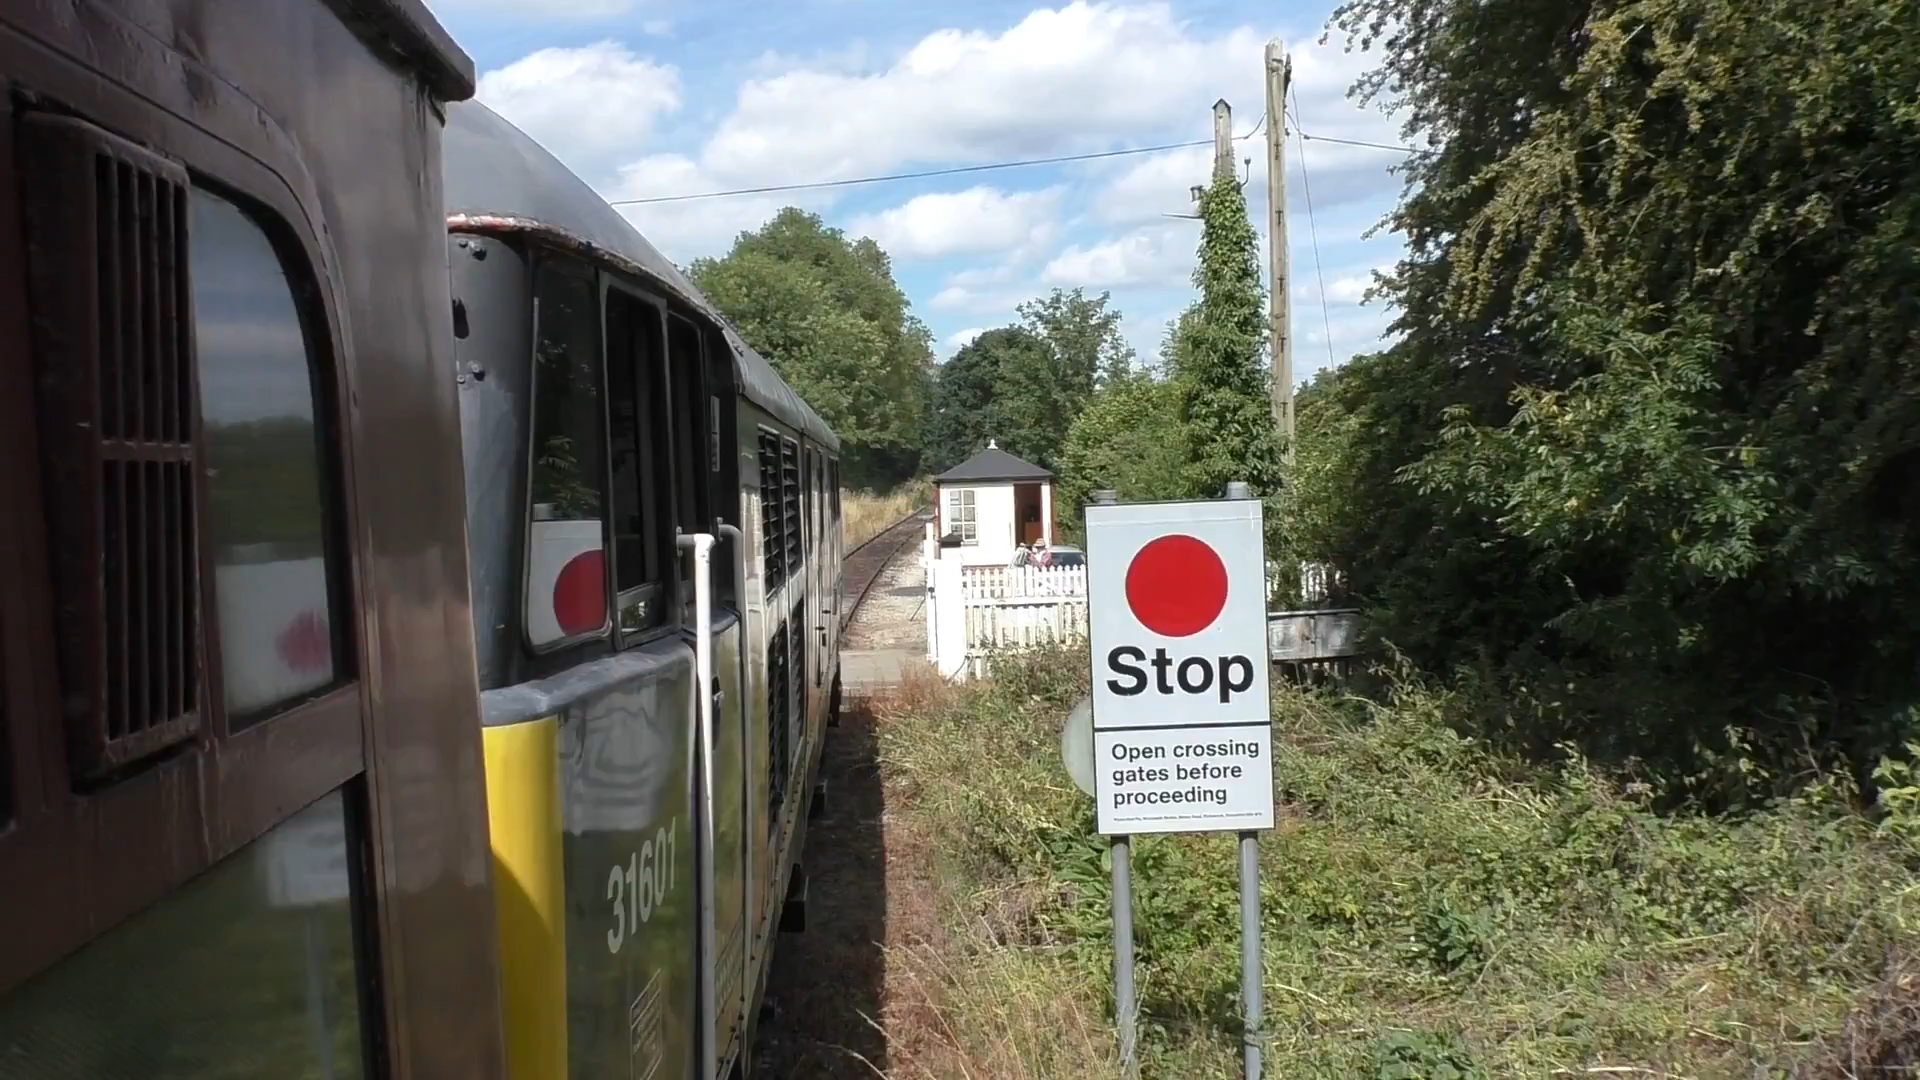 31601
Stop
Open crossing
gates before
proceeding